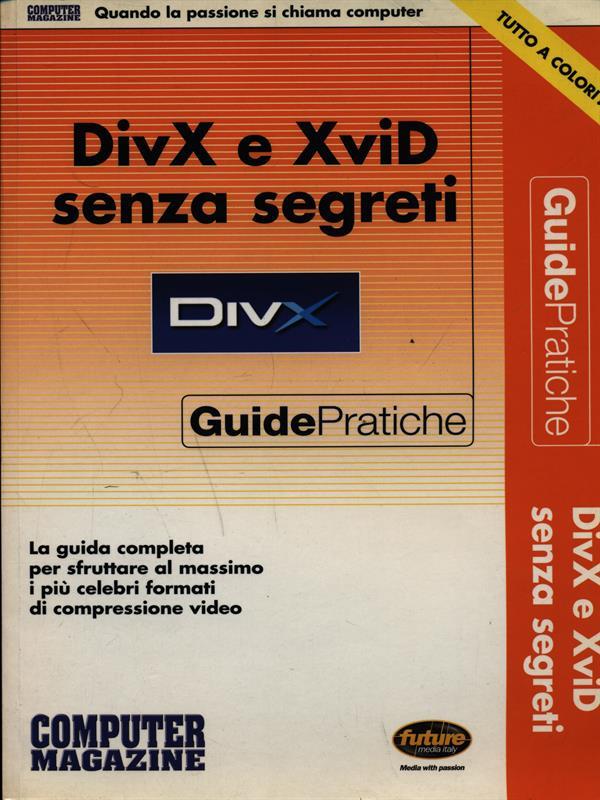 COMPUTER
MAGAZINE
Quando la passione si chiama computer
TUTTO A COLORI
DivX e XviD
senza segreti
DIVX
GuidePratiche
La guida completa
per sfruttare al massimo
i più celebri formati
di compressione video
COMPUTER
MAGAZINE
future
media italy
Media with passion
GuidePratiche
DivX e XviD
senza segreti